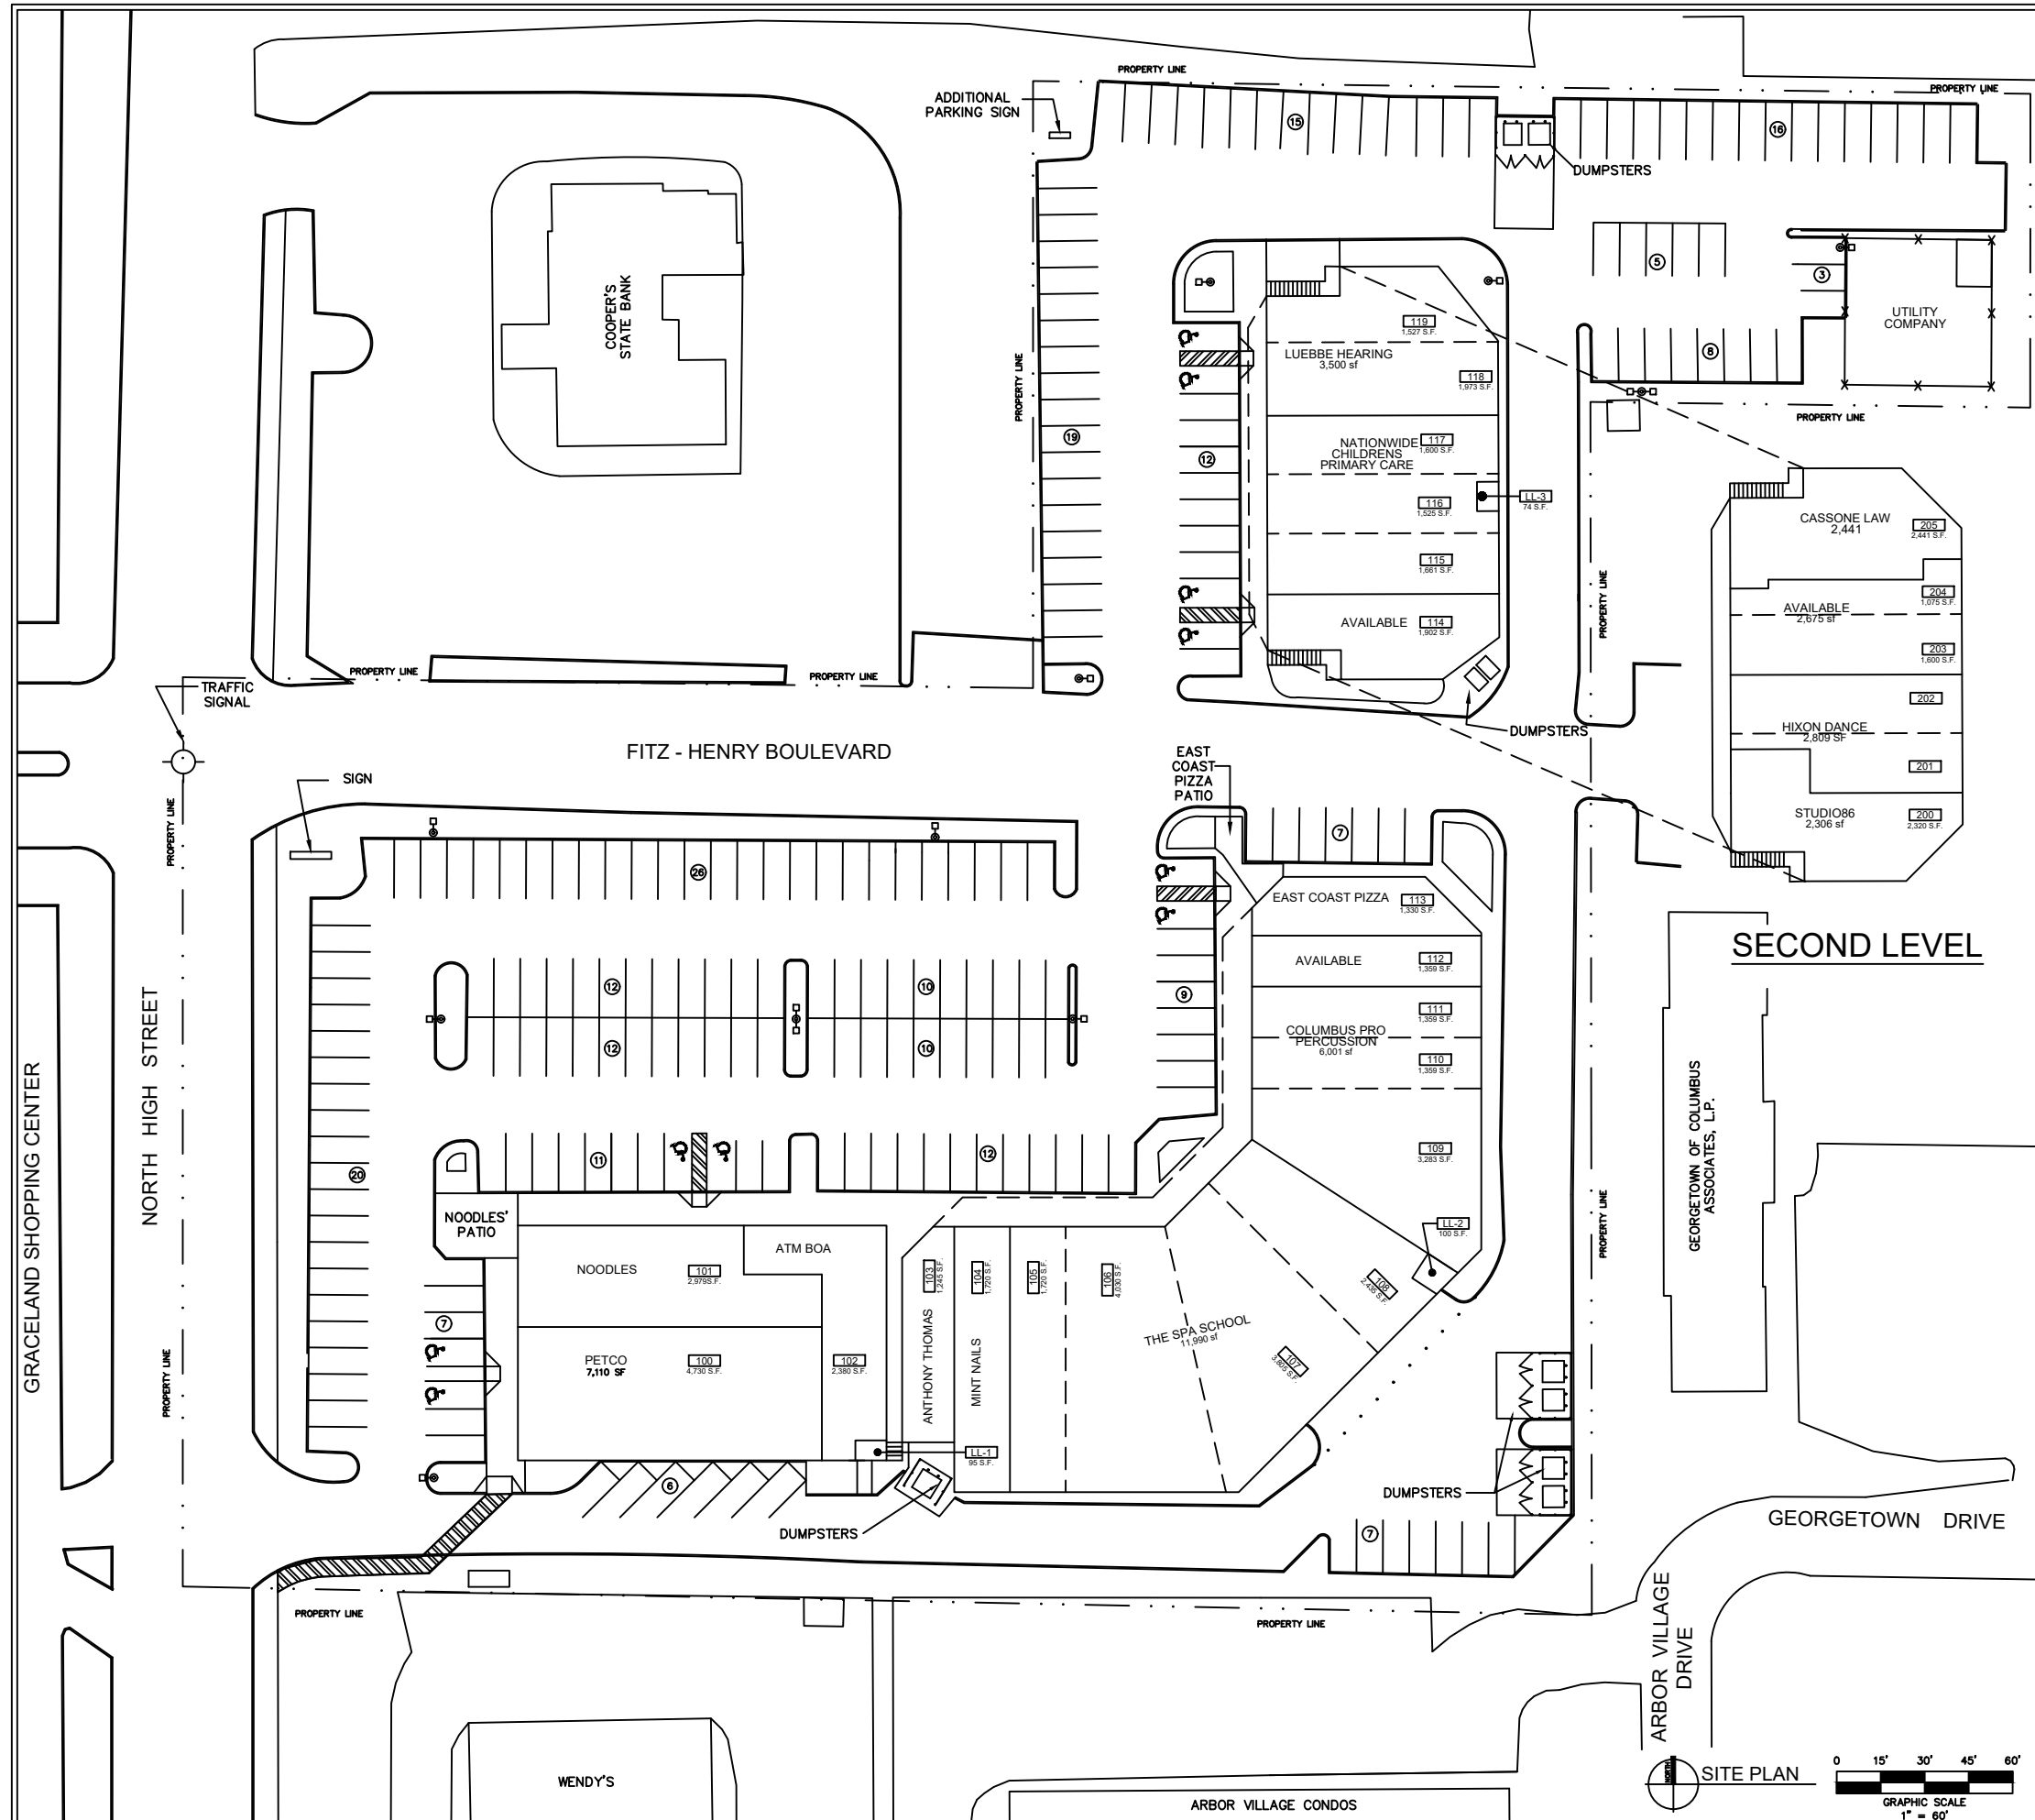 PROPERTY LINE
PROPERTY LINE
ADDITIONAL
PARKING SIGN
15
16
DUMPSTERS
COOPER'S
STATE BANK
5
3
UTILITY
COMPANY
8
PROPERTY LINE
PROPERTY LINE
119
1,527 S.F.
LUEBBE HEARING
3,500 sf
118
1,973 S.F.
19
12
NATIONWIDE
CHILDRENS
PRIMARY CARE
117
1,600 S.F.
116
1,525 S.F.
LL-3
74 S.F.
115
1,661 S.F.
AVAILABLE
114
1,902 S.F.
PROPERTY LINE
CASSONE LAW
2,441
205
2,441 S.F.
204
1,075 S.F.
AVAILABLE
2,675 sf
203
1,600 S.F.
202
HIXON DANCE
2,809 SF
201
STUDIO86
2,306 sf
200
2,320 S.F.
SECOND LEVEL
TRAFFIC
SIGNAL
PROPERTY LINE
PROPERTY LINE
DUMPSTERS
FITZ - HENRY BOULEVARD
SIGN
PROPERTY LINE
EAST
COAST
PIZZA
PATIO
7
26
EAST COAST PIZZA
113
1,330 S.F.
AVAILABLE
112
1,359 S.F.
12
10
9
111
1,359 S.F.
COLUMBUS PRO
PERCUSSION
6,001 sf
110
1,359 S.F.
12
10
109
3,283 S.F.
GRACELAND SHOPPING CENTER
NORTH HIGH STREET
PROPERTY LINE
20
11
12
NOODLES'
PATIO
NOODLES
101
2,979S.F.
ATM BOA
7
PETCO
7,110 SF
100
4,730 S.F.
102
2,380 S.F.
103
1,245 S.F.
ANTHONY THOMAS
104
1,720 S.F.
MINT NAILS
105
1,720 S.F.
106
4,030 S.F.
THE SPA SCHOOL
11,990 sf
107
3,805 S.F.
108
2,436 S.F.
LL-2
100 S.F.
LL-1
95 S.F.
6
DUMPSTERS
DUMPSTERS
7
PROPERTY LINE
GEORGETOWN OF COLUMBUS
ASSOCIATES, L.P.
GEORGETOWN DRIVE
ARBOR VILLAGE
DRIVE
PROPERTY LINE
PROPERTY LINE
WENDY'S
ARBOR VILLAGE CONDOS
NORTH
SITE PLAN
0 15' 30' 45' 60'
GRAPHIC SCALE
1" = 60'